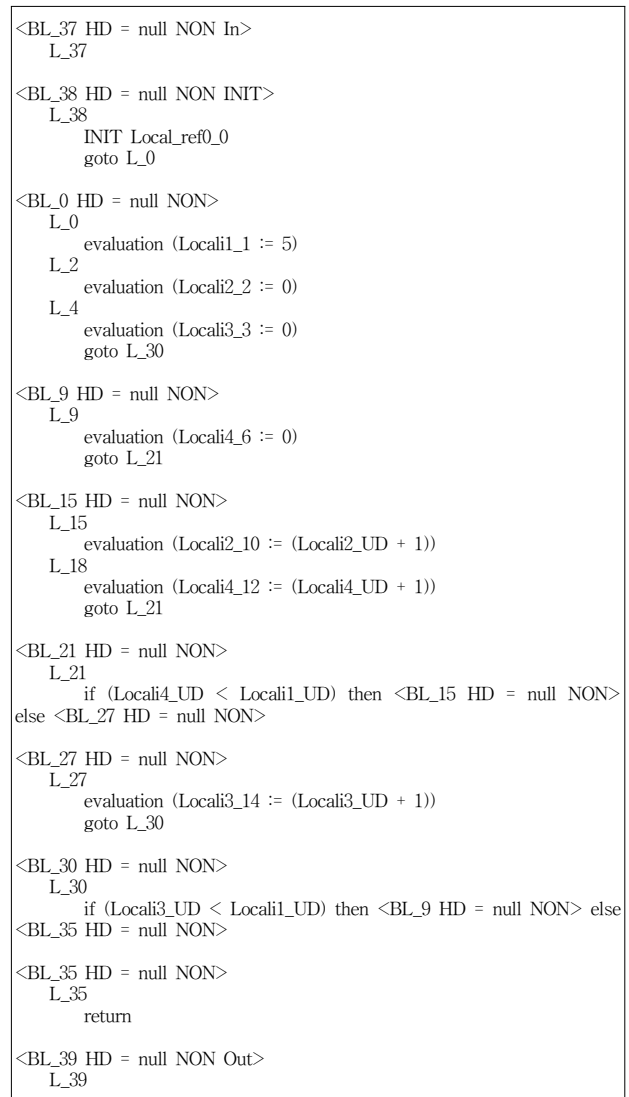 <BL_37 HD = null NON In>
L_37
<BL_38 HD = null NON INIT>
L_38
INIT Local_ref0_0
goto L_0
<BL_0 HD = null NON>
L_0
evaluation (Locali1_1 := 5)
L_2
evaluation (Locali2_2 := 0)
L_4
evaluation (Locali3_3 := 0)
goto L_30
<BL_9 HD = null NON>
L_9
evaluation (Locali4_6 := 0)
goto L_21
<BL_15 HD = null NON>
L_15
evaluation (Locali2_10 := (Locali2_UD + 1))
L_18
evaluation (Locali4_12 := (Locali4_UD + 1))
goto L_21
<BL_21 HD = null NON>
L_21
if (Locali4_UD < Locali1_UD) then <BL_15 HD = null NON>
else <BL_27 HD = null NON>
<BL_27 HD = null NON>
L_27
evaluation (Locali3_14 := (Locali3_UD + 1))
goto L_30
<BL_30 HD = null NON>
L_30
if (Locali3_UD < Locali1_UD) then <BL_9 HD = null NON> else
<BL_35 HD = null NON>
<BL_35 HD = null NON>
L_35
return
<BL_39 HD = null NON Out>
L_39